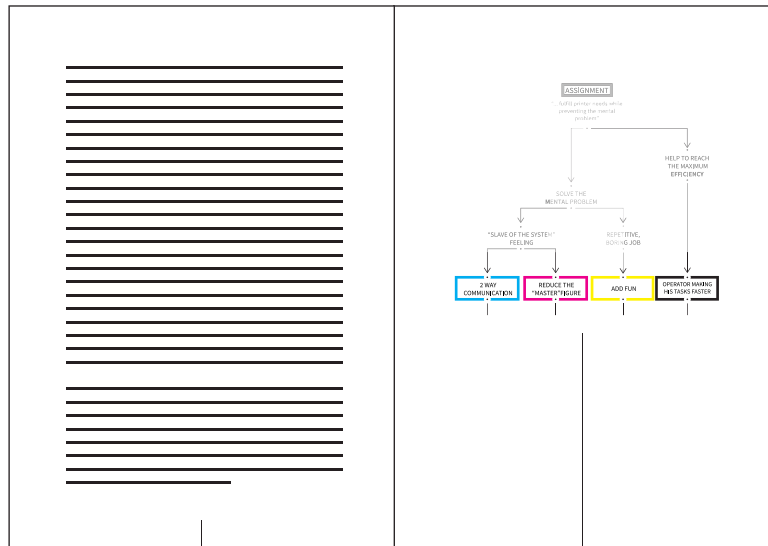 ASSIGNMENT
"- fulfill printer needs while
preventing the mental
problem"
HELP TO REACH
THE MAXIMUM
EFFICIENCY
SOLVE THE
MENTAL PROBLEM
"SLAVE OF THE SYSTEM"
FEELING
REPETITIVE,
BORING JOB
2 WAY
COMMUNICATION
REDUCE THE
"MASTER"FIGURE
ADD FUN
OPERATOR MAKING
HIS TASKS FASTER